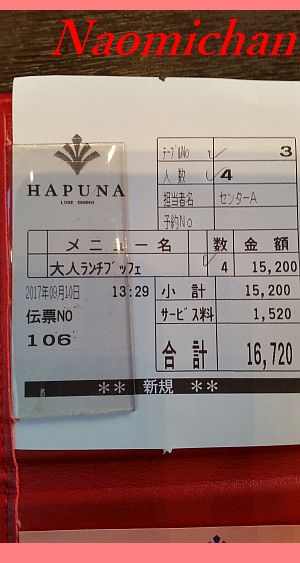 Naomichan
HAPUNA
LUXE DINING
ﾃｰﾌﾞﾙNo 3
人 数 4
担当者名 センターA
予約No
メニュー名 数 金 額
大人ﾗﾝﾁﾌﾞｯﾌｪ 4 15,200
2017年09月10日 13:29
小 計 15,200
伝票NO
サービス料 1,520
106
合 計 16,720
** 新規 **